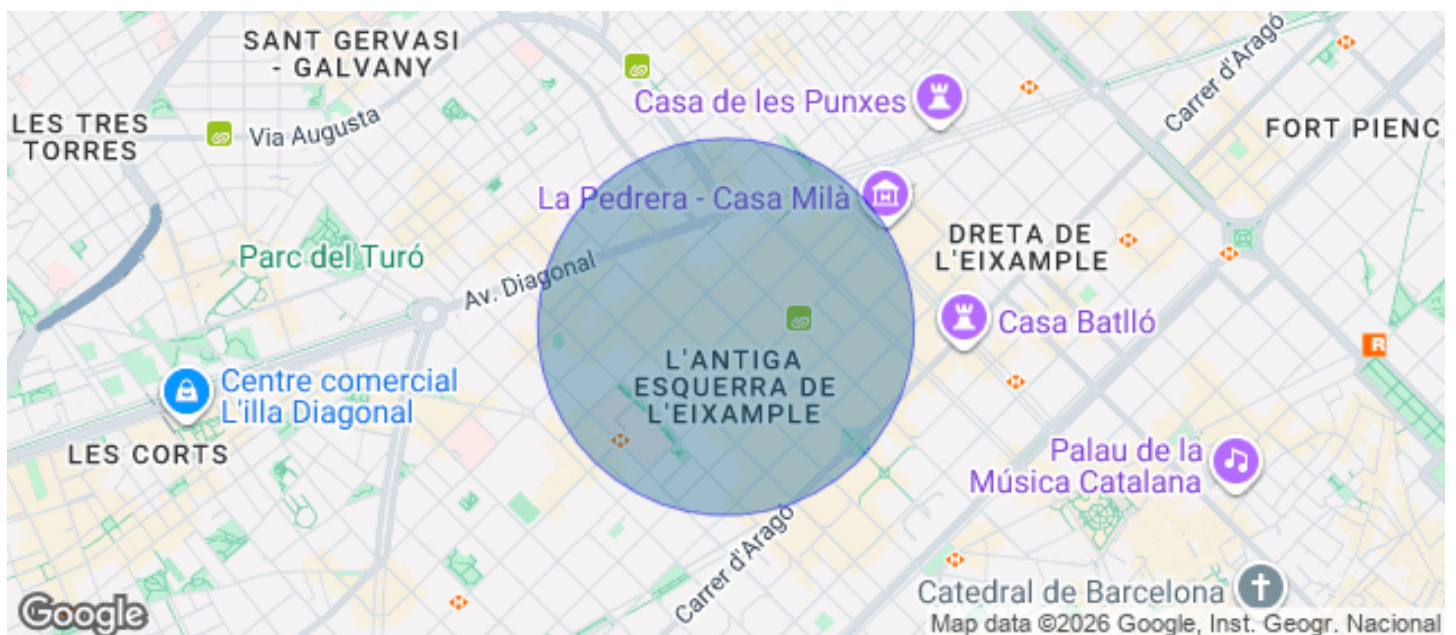 SANT GERVASI
- GALVANY
Carrer d'Aragó
Casa de les Punxes
LES TRES
TORRES
Via Augusta
FORT PIENC
La Pedrera - Casa Milà
DRETA DE
L'EIXAMPLE
Parc del Turó
Av. Diagonal
Casa Batlló
L'ANTIGA
ESQUERRA DE
L'EIXAMPLE
Centre comercial
L'illa Diagonal
R
LES CORTS
Palau de la
Música Catalana
Carrer d'Aragó
Catedral de Barcelona
Google
Map data ©2026 Google, Inst. Geogr. Nacional